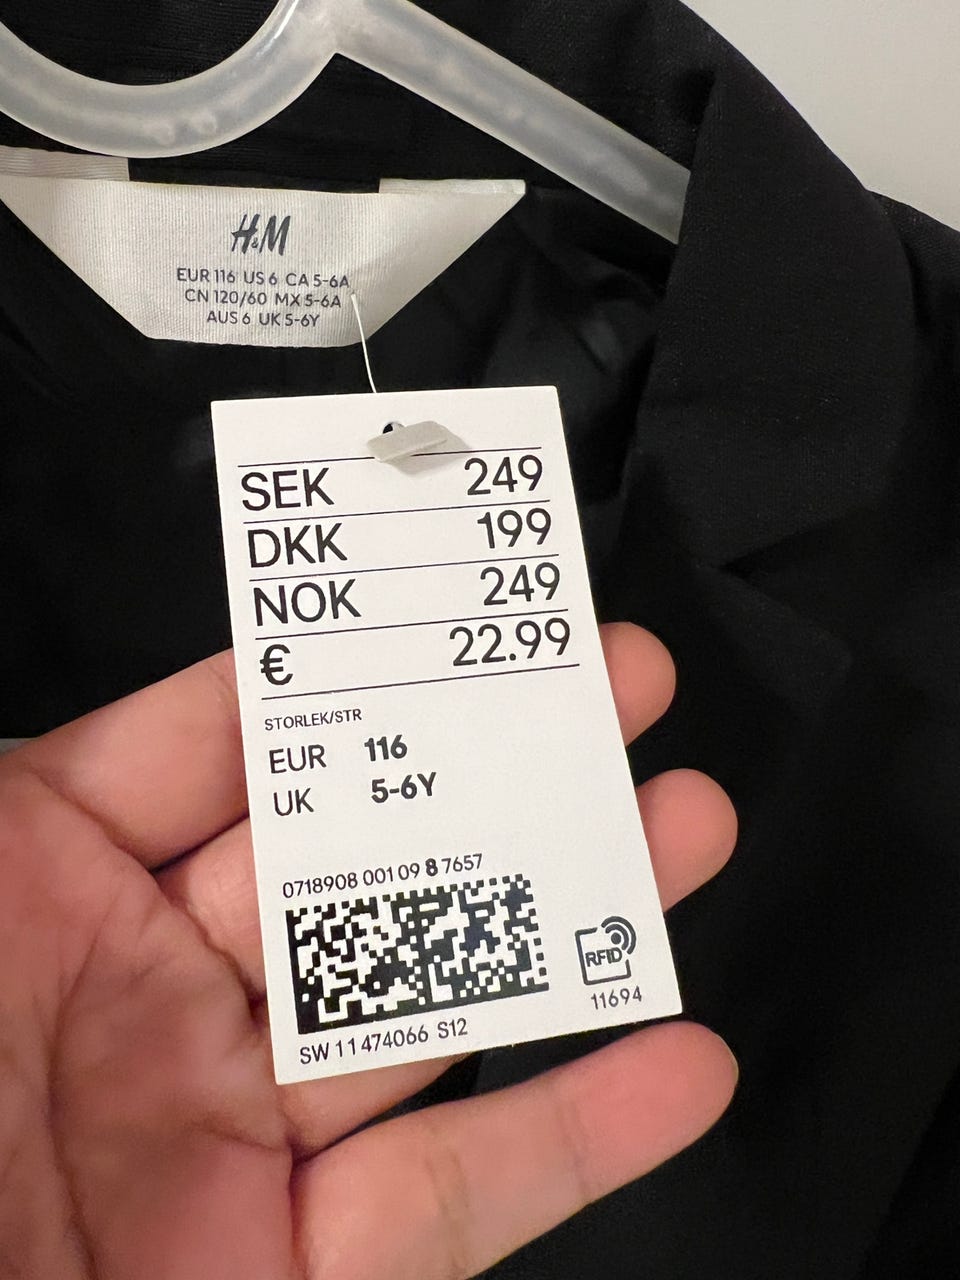 H&M
EUR 116 US 6 CA 5-6A
CN 120/60 MX 5-6A
AUS 6 UK 5-6Y
SEK 249
DKK 199
NOK 249
€ 22.99
STORLEK/STR
EUR 116
UK 5-6Y
0718908 001 09 8 7657
RFID
11694
SW 11 474066 S12